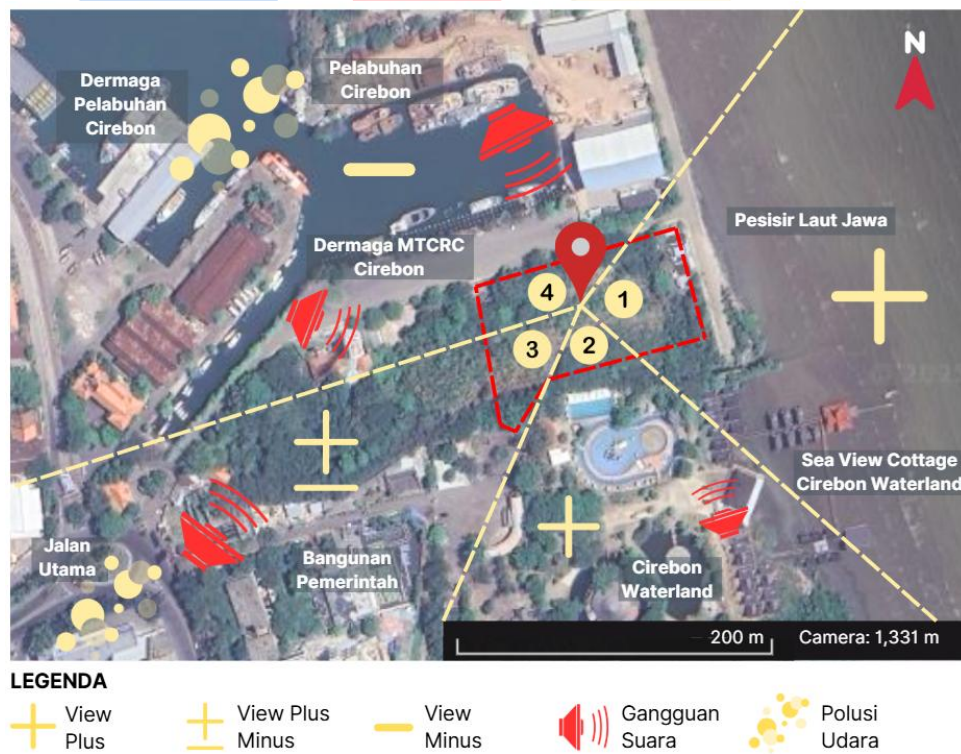 N
Dermaga
Pelabuhan
Cirebon
Pelabuhan
Cirebon
Pesisir Laut Jawa
Dermaga MTCRC
Cirebon
4
1
3
2
Sea View Cottage
Cirebon Waterland
Jalan
Utama
Bangunan
Pemerintah
Cirebon
Waterland
200 m
Camera: 1,331 m
LEGENDA
View
Plus
View Plus
Minus
View
Minus
Gangguan
Suara
Polusi
Udara